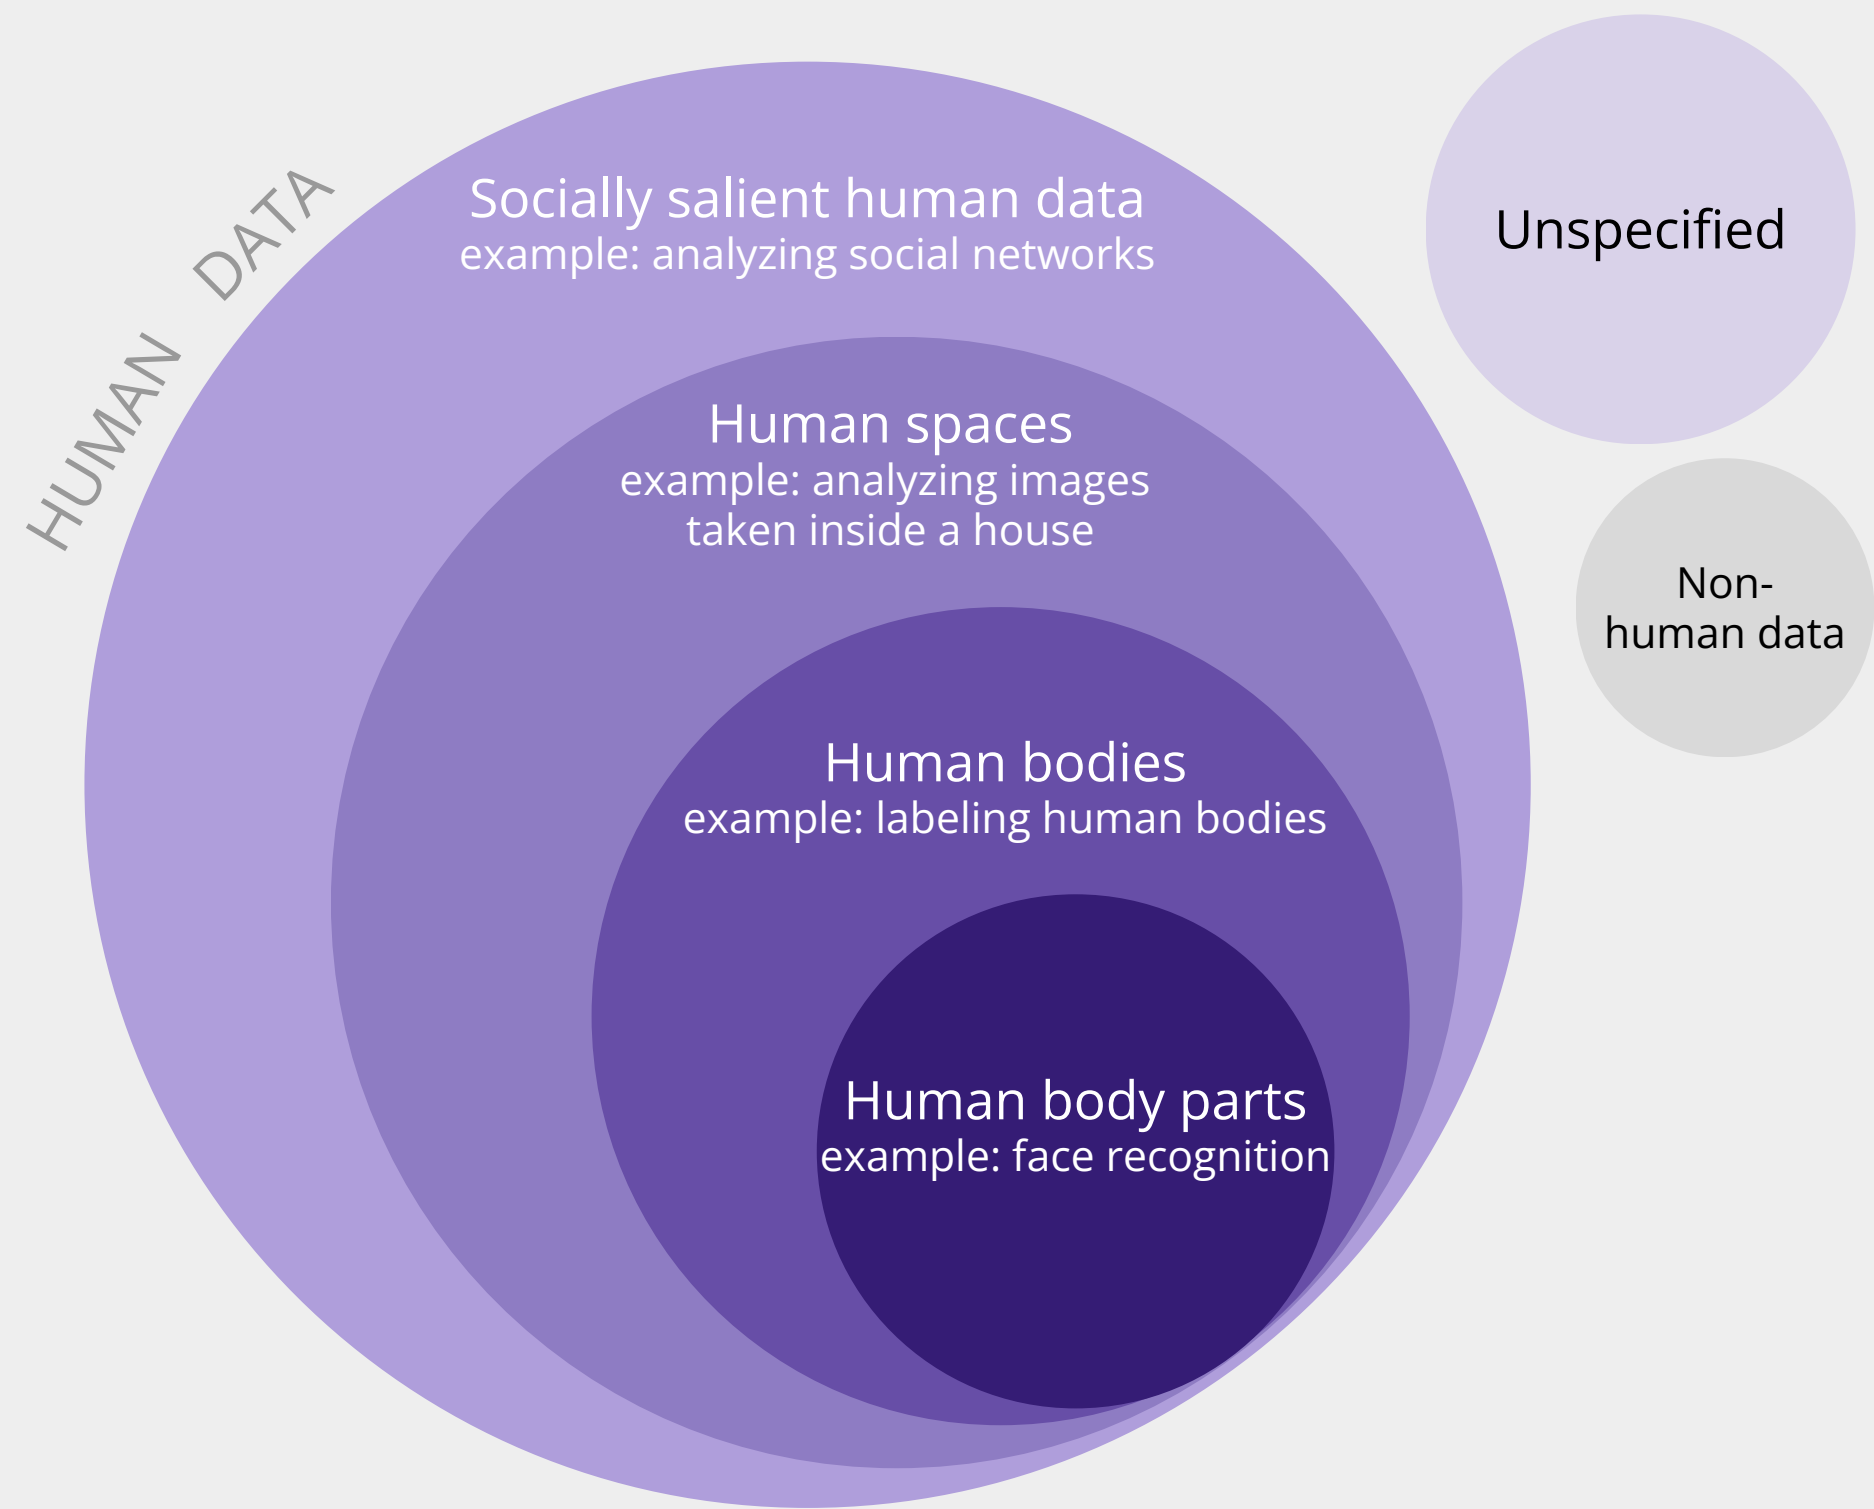 HUMAN DATA
Socially salient human data
example: analyzing social networks
Human spaces
example: analyzing images
taken inside a house
Human bodies
example: labeling human bodies
Human body parts
example: face recognition
Unspecified
Non-
human data